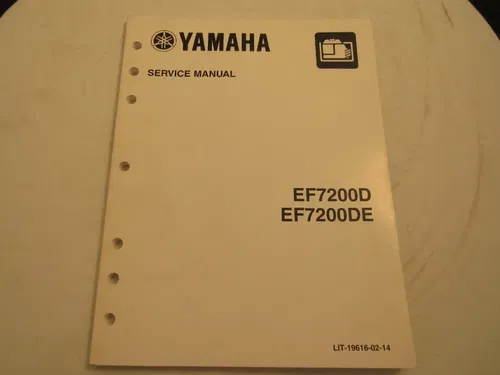 YAMAHA
SERVICE MANUAL
EF7200D
EF7200DE
LIT-19616-02-14